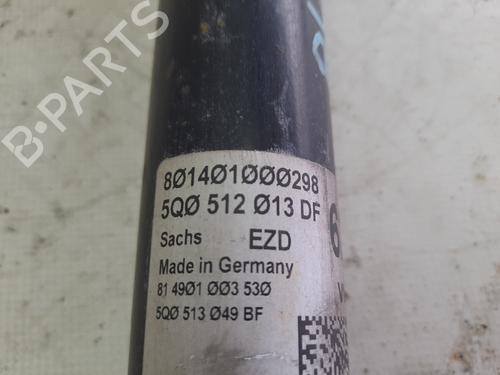 B-PARTS
8Ø14Ø1ØØØ298
5QØ 512 Ø13 DF
Sachs EZD
Made in Germany
81 49Ø1 ØØ3 53Ø
5QØ 513 Ø49 BF
6